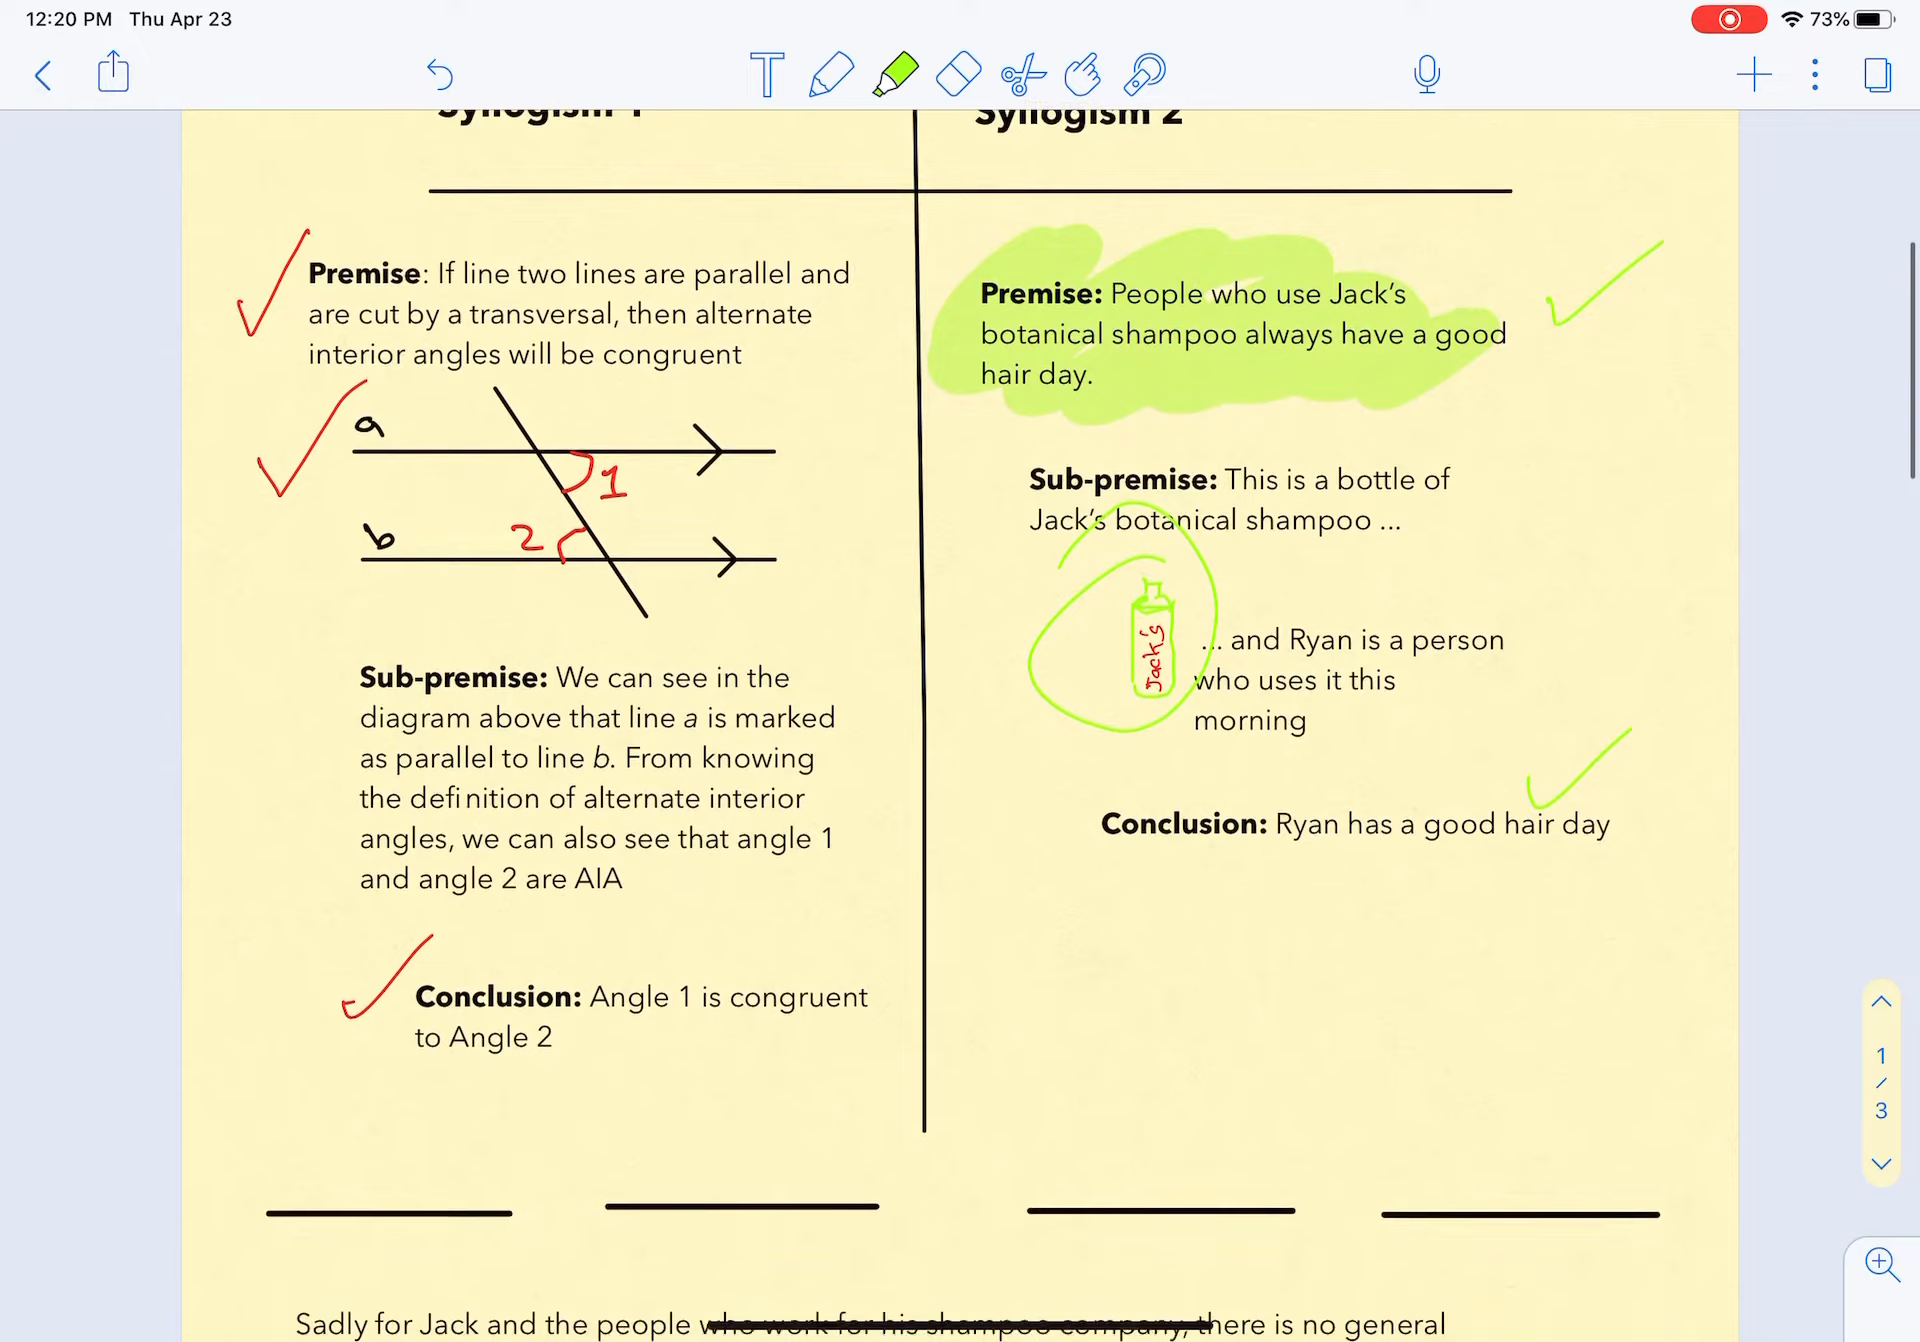 12:20 PM Thu Apr 23
73%
Syllogism 1
Syllogism 2
Premise: If line two lines are parallel and
are cut by a transversal, then alternate
interior angles will be congruent
a
1
b
2
Sub-premise: We can see in the
diagram above that line a is marked
as parallel to line b. From knowing
the definition of alternate interior
angles, we can also see that angle 1
and angle 2 are AIA
Conclusion: Angle 1 is congruent
to Angle 2
Premise: People who use Jack’s
botanical shampoo always have a good
hair day.
Sub-premise: This is a bottle of
Jack’s botanical shampoo ...
Jack's
... and Ryan is a person
who uses it this
morning
Conclusion: Ryan has a good hair day
1
/
3
Sadly for Jack and the people who work for his shampoo company, there is no general